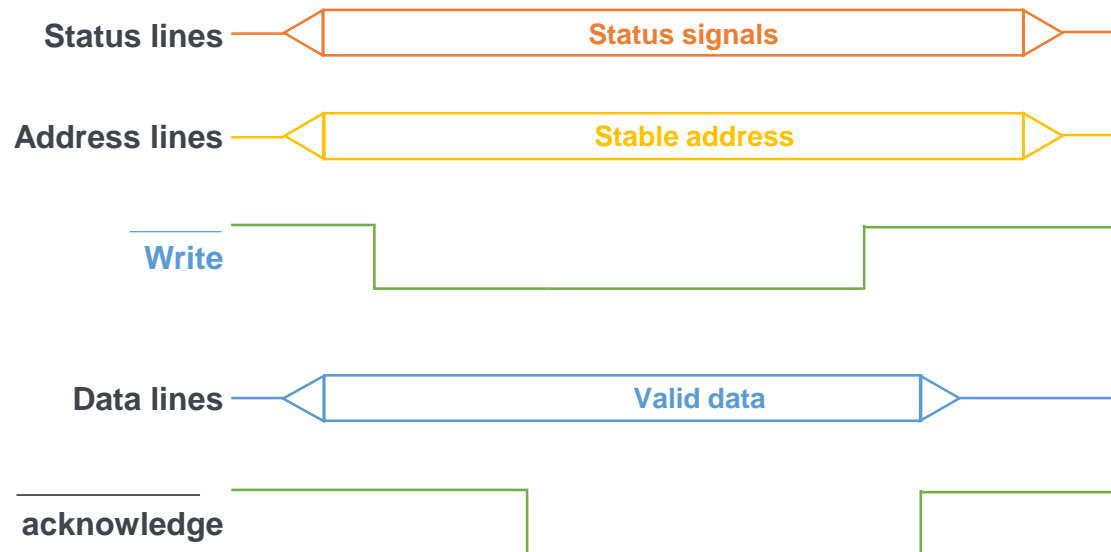 Status lines
Status signals
Address lines
Stable address
Write
Data lines
Valid data
acknowledge